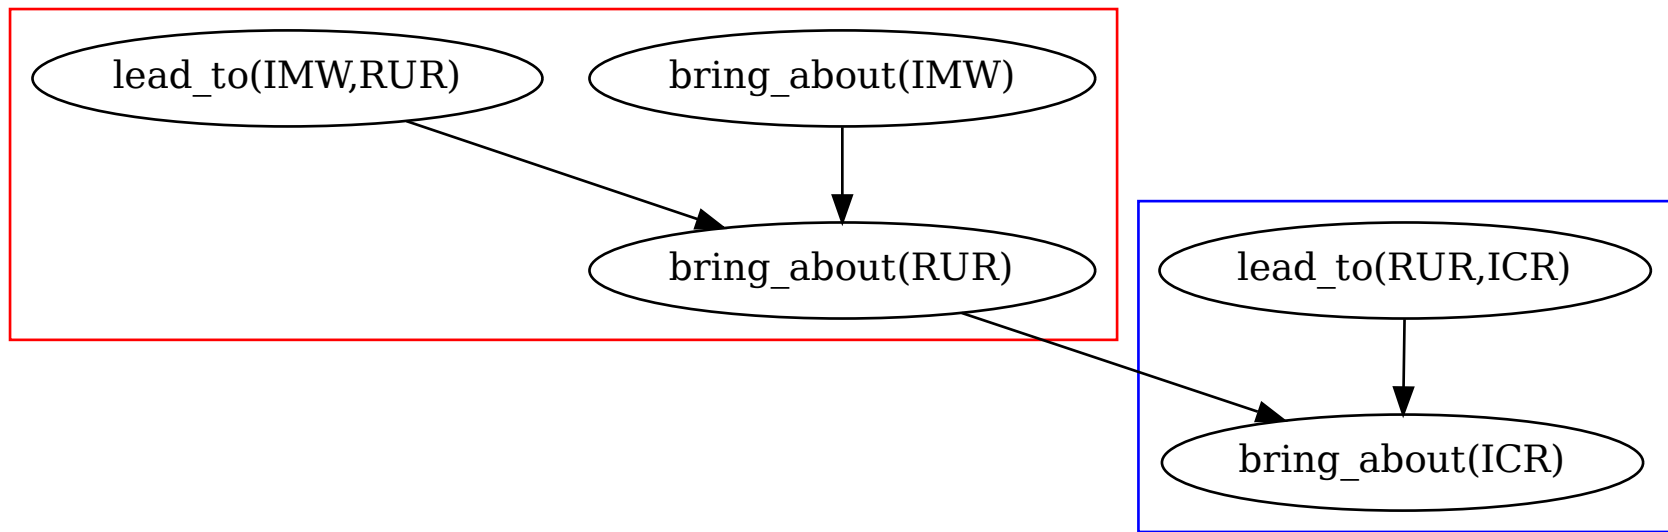 lead_to(IMW,RUR)
bring_about(IMW)
bring_about(RUR)
lead_to(RUR,ICR)
bring_about(ICR)